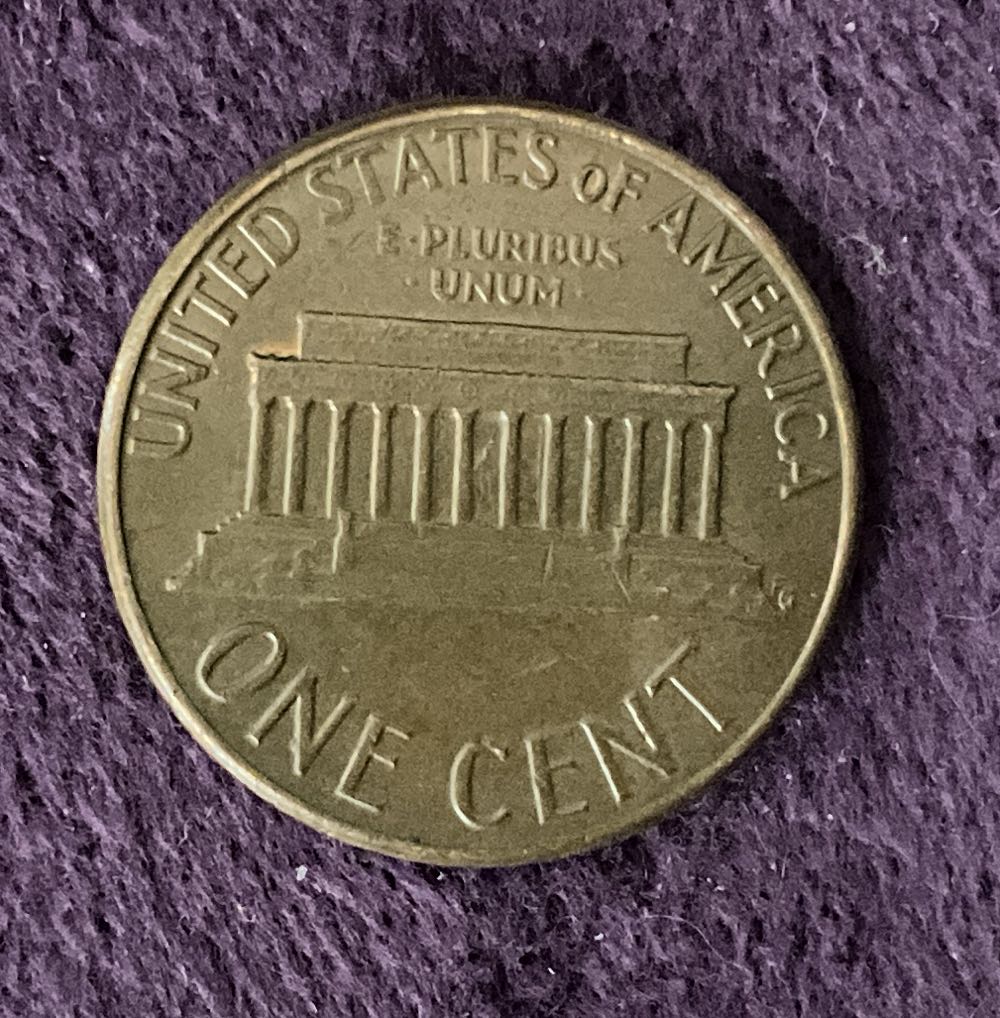 UNITED STATES OF AMERICA
E·PLURIBUS
·UNUM·
ONE CENT